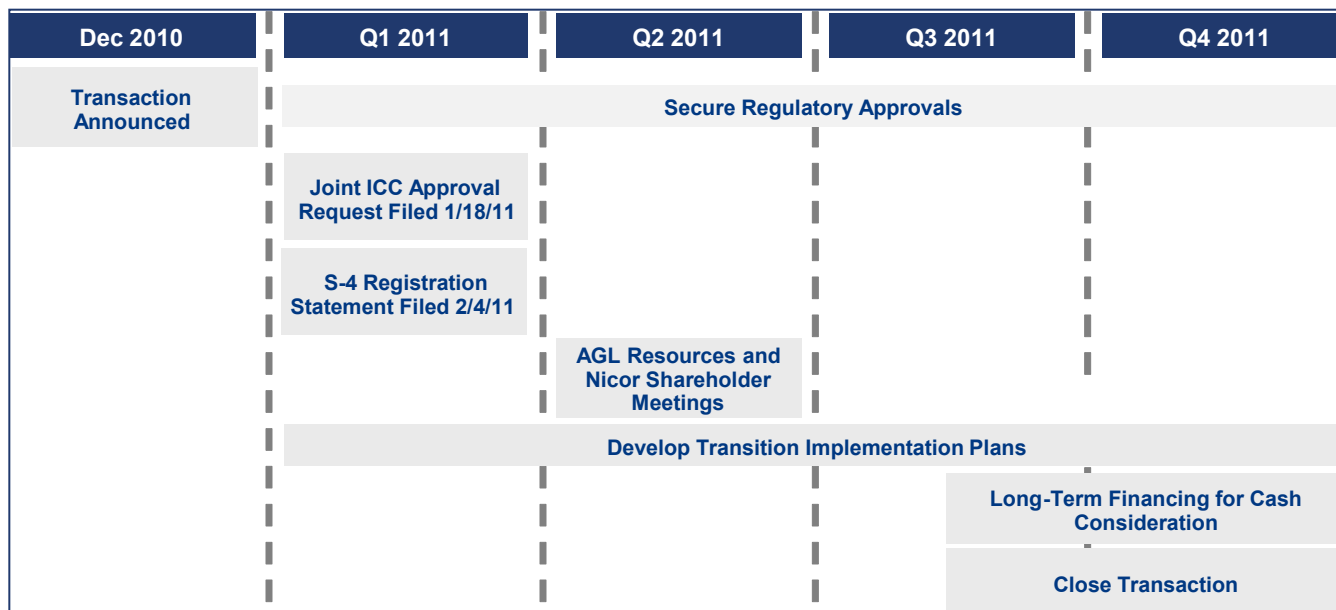 Dec 2010
Q1 2011
Q2 2011
Q3 2011
Q4 2011
Transaction
Announced
Secure Regulatory Approvals
Joint ICC Approval
Request Filed 1/18/11
S-4 Registration
Statement Filed 2/4/11
AGL Resources and
Nicor Shareholder
Meetings
Develop Transition Implementation Plans
Long-Term Financing for Cash
Consideration
Close Transaction